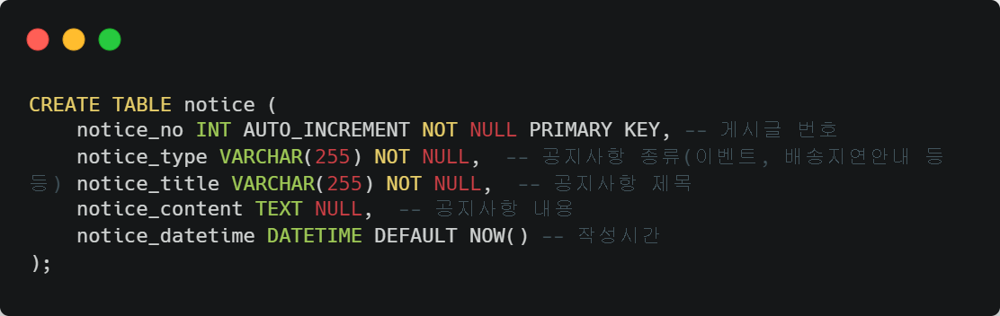 CREATE TABLE notice (
    notice_no INT AUTO_INCREMENT NOT NULL PRIMARY KEY, -- 게시글 번호
    notice_type VARCHAR(255) NOT NULL,  -- 공지사항 종류(이벤트, 배송지연안내 등
등) notice_title VARCHAR(255) NOT NULL,  -- 공지사항 제목
    notice_content TEXT NULL,  -- 공지사항 내용
    notice_datetime DATETIME DEFAULT NOW() -- 작성시간
);